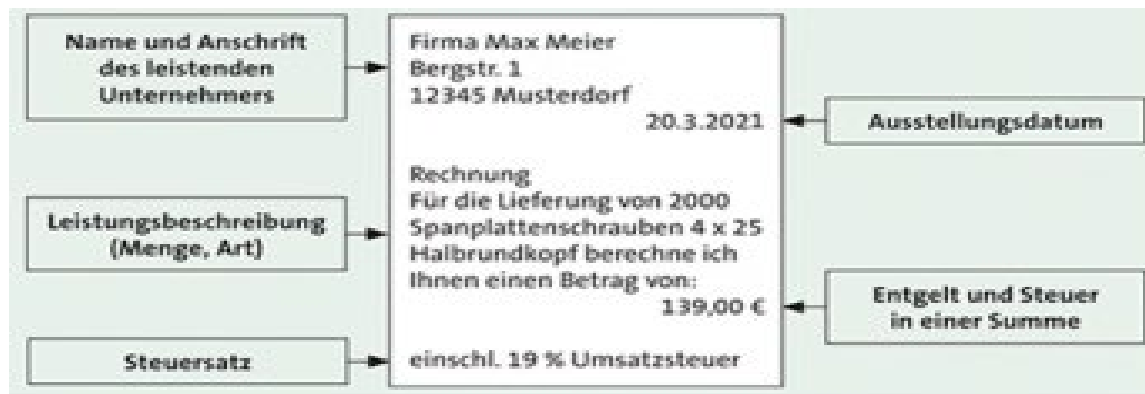 Name und Anschrift
des leistenden
Unternehmers
Leistungsbeschreibung
(Menge, Art)
Steuersatz
Firma Max Meier
Bergstr. 1
12345 Musterdorf
20.3.2021
Rechnung
Für die Lieferung von 2000
Spanplattenschrauben 4 x 25
Halbrundkopf berechne ich
Ihnen einen Betrag von:
139,00 €
einschl. 19 % Umsatzsteuer
Ausstellungsdatum
Entgelt und Steuer
in einer Summe